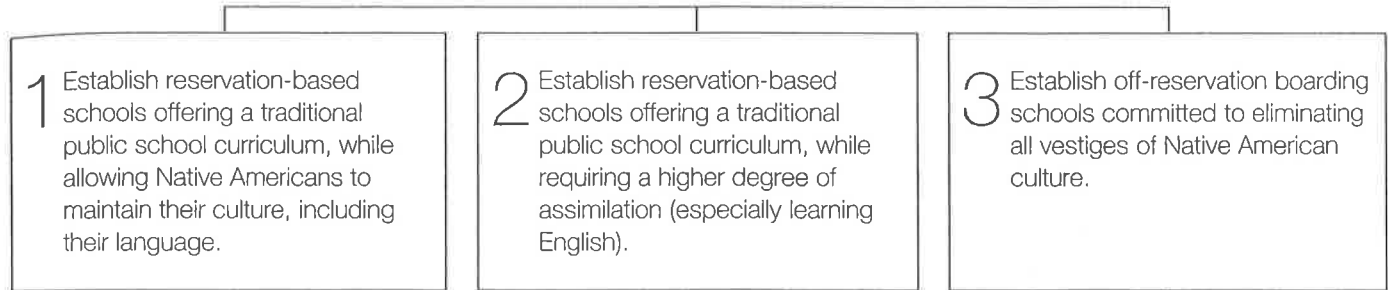 1 Establish reservation-based
schools offering a traditional
public school curriculum, while
allowing Native Americans to
maintain their culture, including
their language.
2 Establish reservation-based
schools offering a traditional
public school curriculum, while
requiring a higher degree of
assimilation (especially learning
English).
3 Establish off-reservation boarding
schools committed to eliminating
all vestiges of Native American
culture.